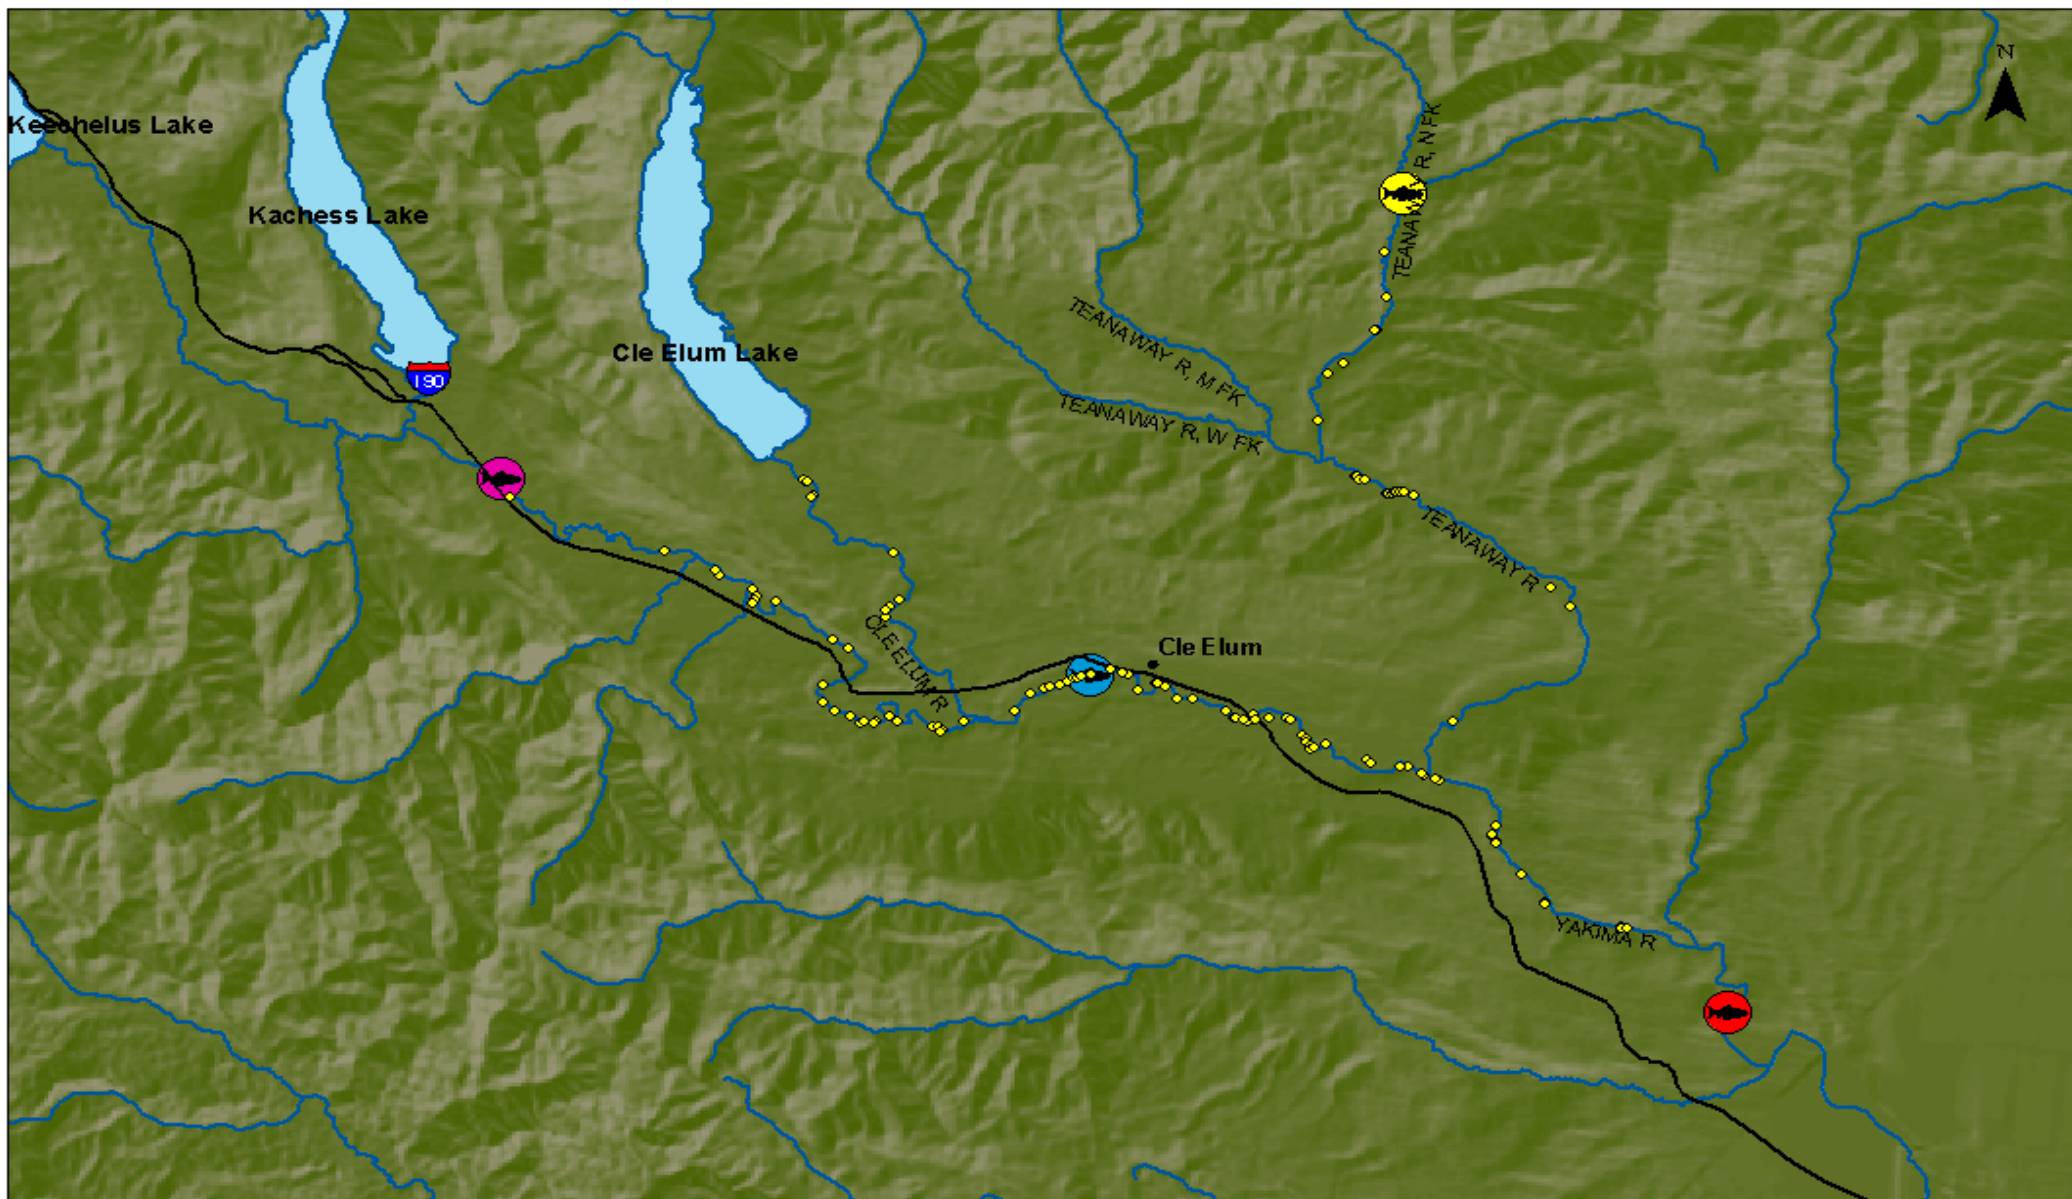 N
Keechelus Lake
Kachess Lake
R, N FK
TEANA
TEANAWAY R, M FK
Cle Elum Lake
I 90
TEANAWAY R, W FK
TEANAWAY R
CLE ELUM R
Cle Elum
YAKIMA R